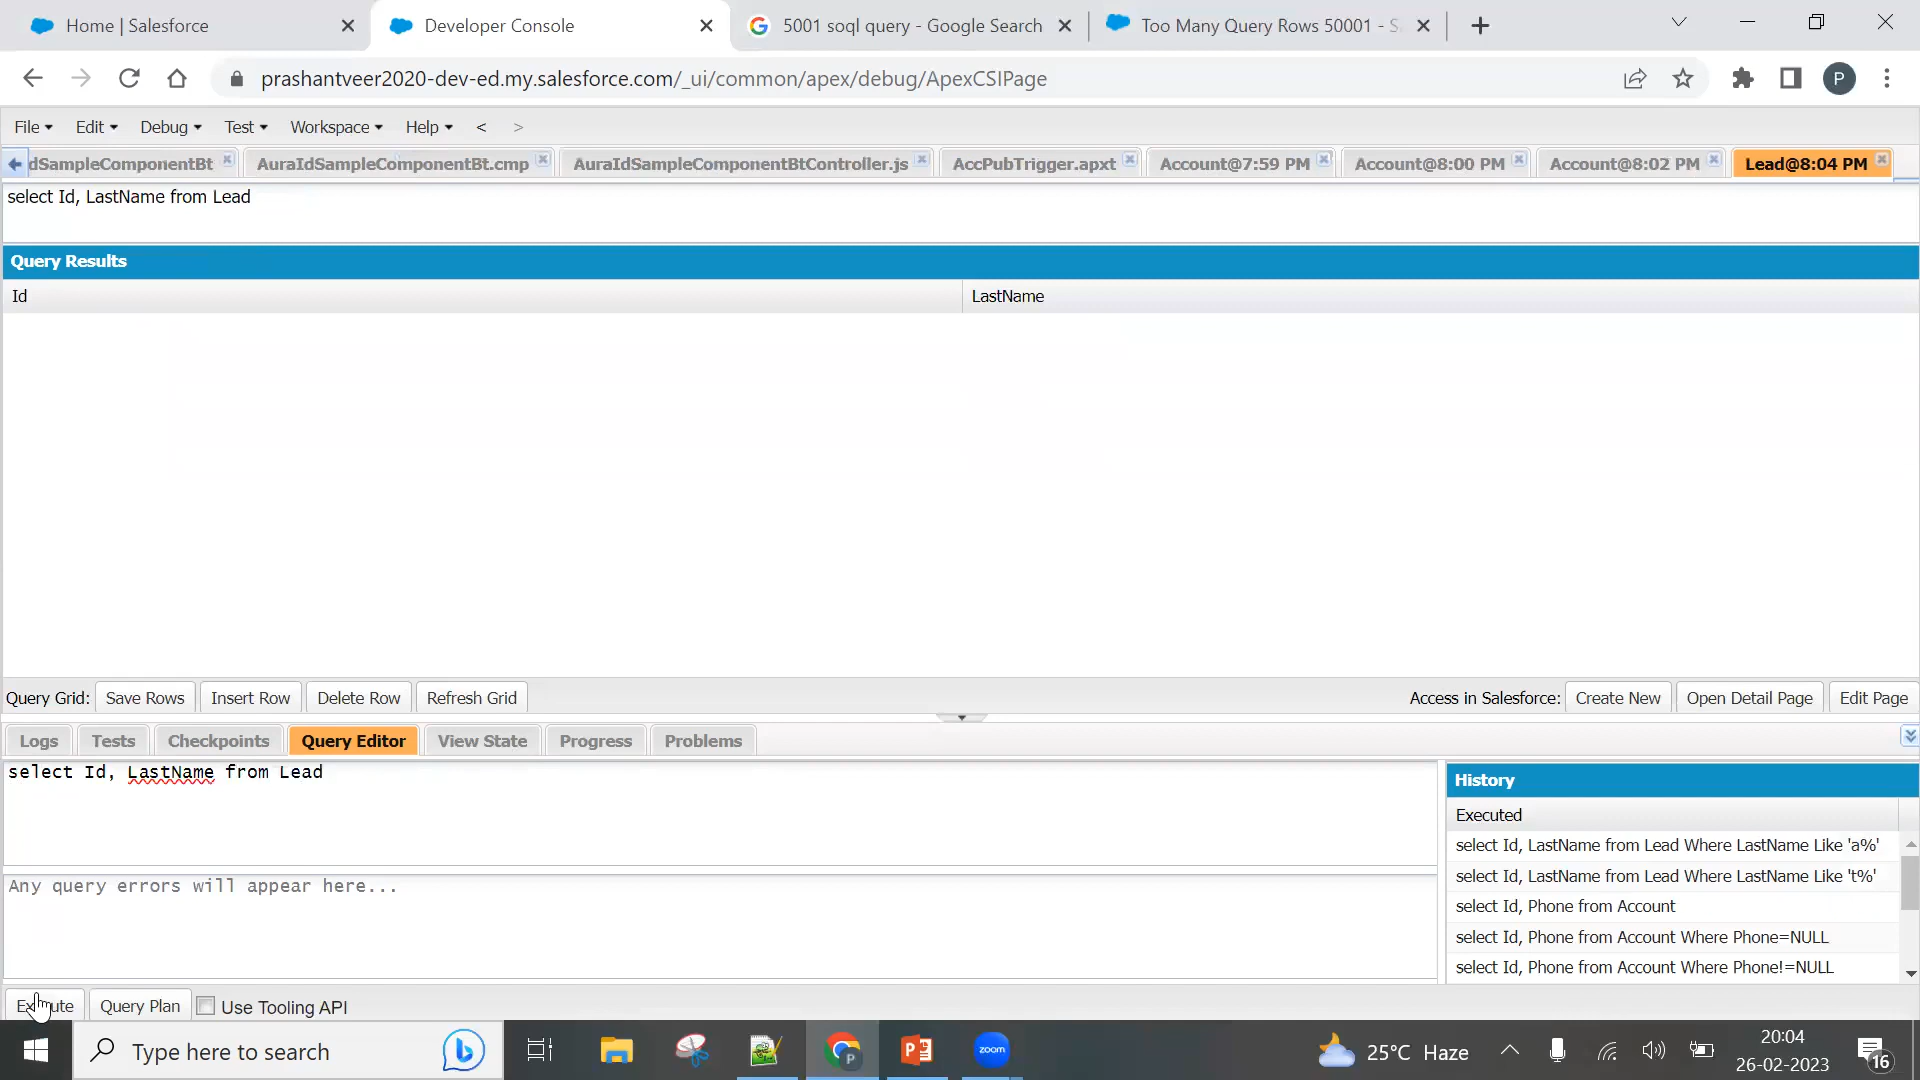 Home | Salesforce
Developer Console
5001 soql query - Google Search
Too Many Query Rows 50001 - S
prashantveer2020-dev-ed.my.salesforce.com/_ui/common/apex/debug/ApexCSIPage
P
File Edit Debug Test Workspace Help < >
dSampleComponentBt AuraIdSampleComponentBt.cmp AuraIdSampleComponentBtController.js AccPubTrigger.apxt Account@7:59 PM Account@8:00 PM Account@8:02 PM Lead@8:04 PM
select Id, LastName from Lead
Query Results
Id LastName
Query Grid: Save Rows Insert Row Delete Row Refresh Grid Access in Salesforce: Create New Open Detail Page Edit Page
Logs Tests Checkpoints Query Editor View State Progress Problems
select Id, LastName from Lead
Any query errors will appear here...
History
Executed
select Id, LastName from Lead Where LastName Like 'a%'
select Id, LastName from Lead Where LastName Like 't%'
select Id, Phone from Account
select Id, Phone from Account Where Phone=NULL
select Id, Phone from Account Where Phone!=NULL
Execute Query Plan Use Tooling API
Type here to search
P
zoom
25°C Haze
20:04
26-02-2023
16